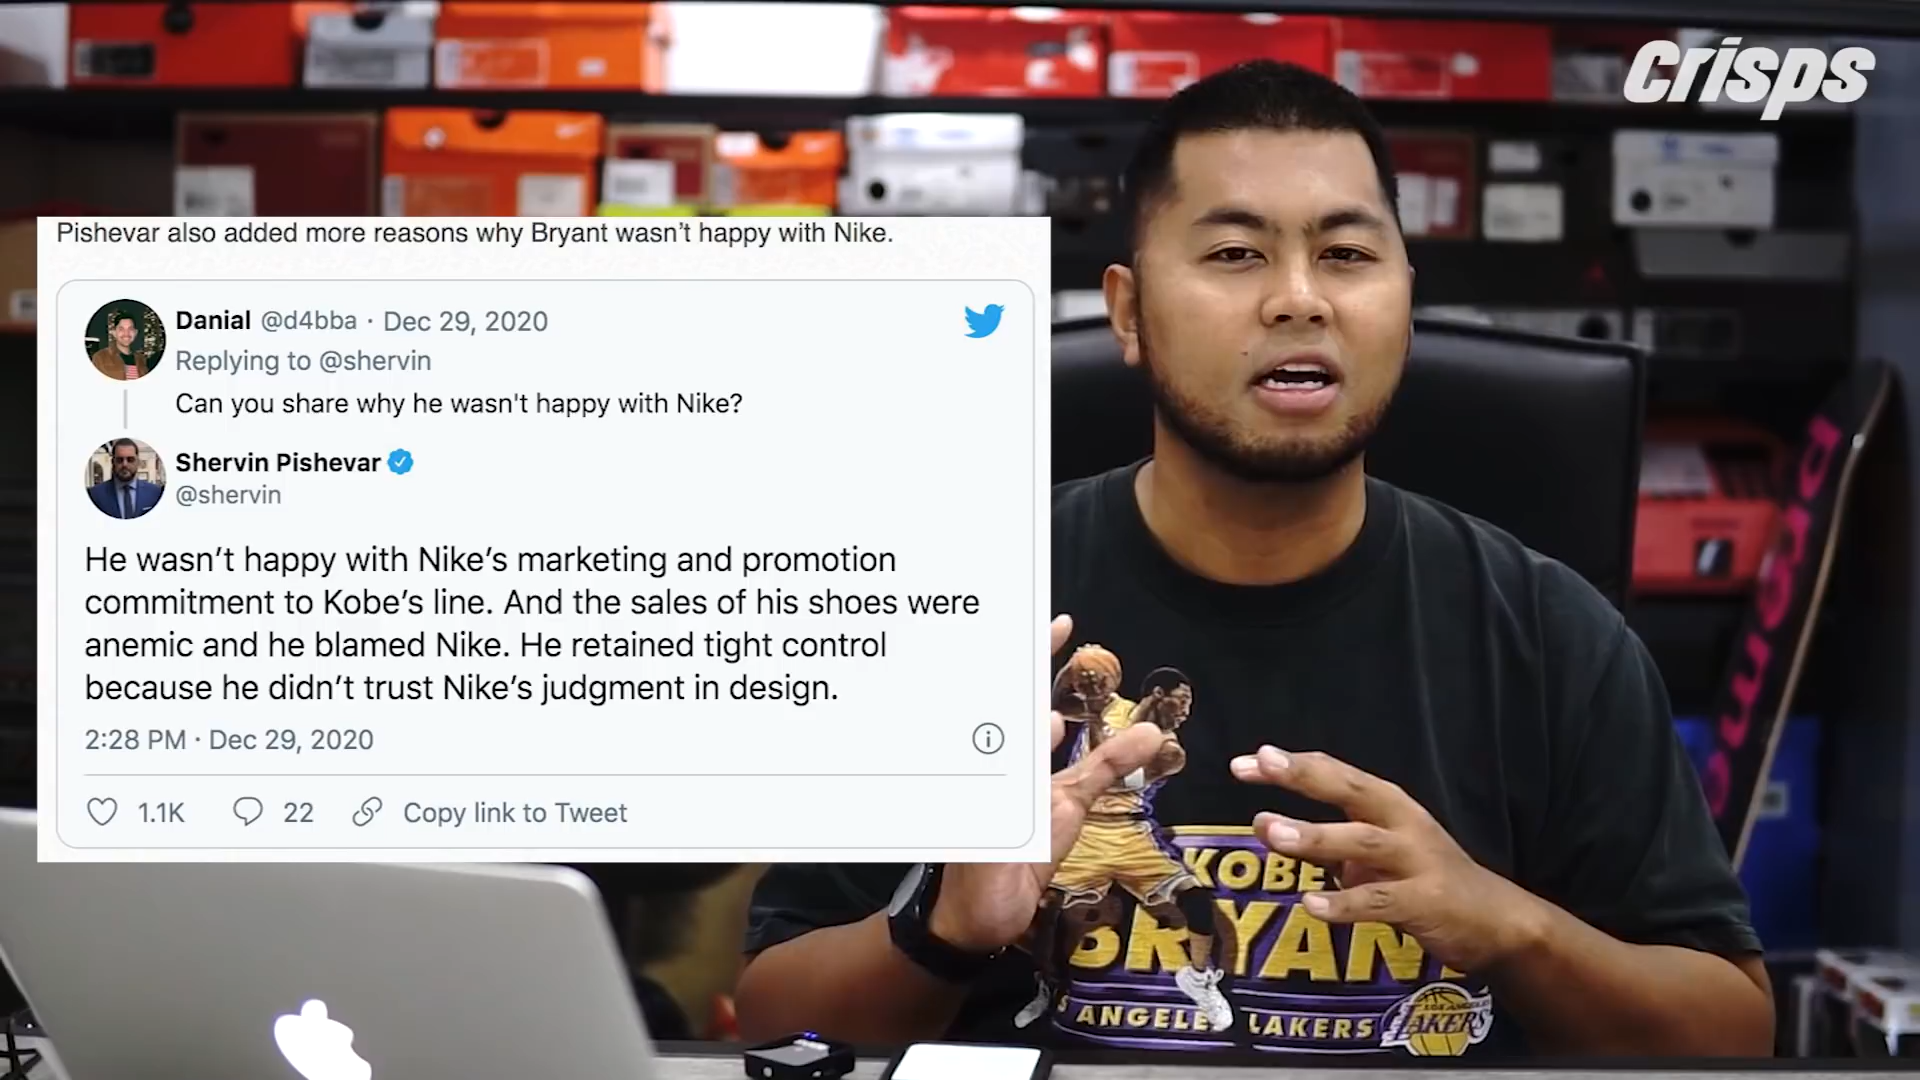 Crisps
Pishevar also added more reasons why Bryant wasn't happy with Nike.
Danial @d4bba · Dec 29, 2020
Replying to @shervin
Can you share why he wasn't happy with Nike?
Shervin Pishevar
@shervin
He wasn't happy with Nike's marketing and promotion
commitment to Kobe's line. And the sales of his shoes were
anemic and he blamed Nike. He retained tight control
because he didn't trust Nike's judgment in design.
2:28 PM · Dec 29, 2020
1.1K 22 Copy link to Tweet
KOBE
BRYAN
ANGELE LAKERS
LAKERS